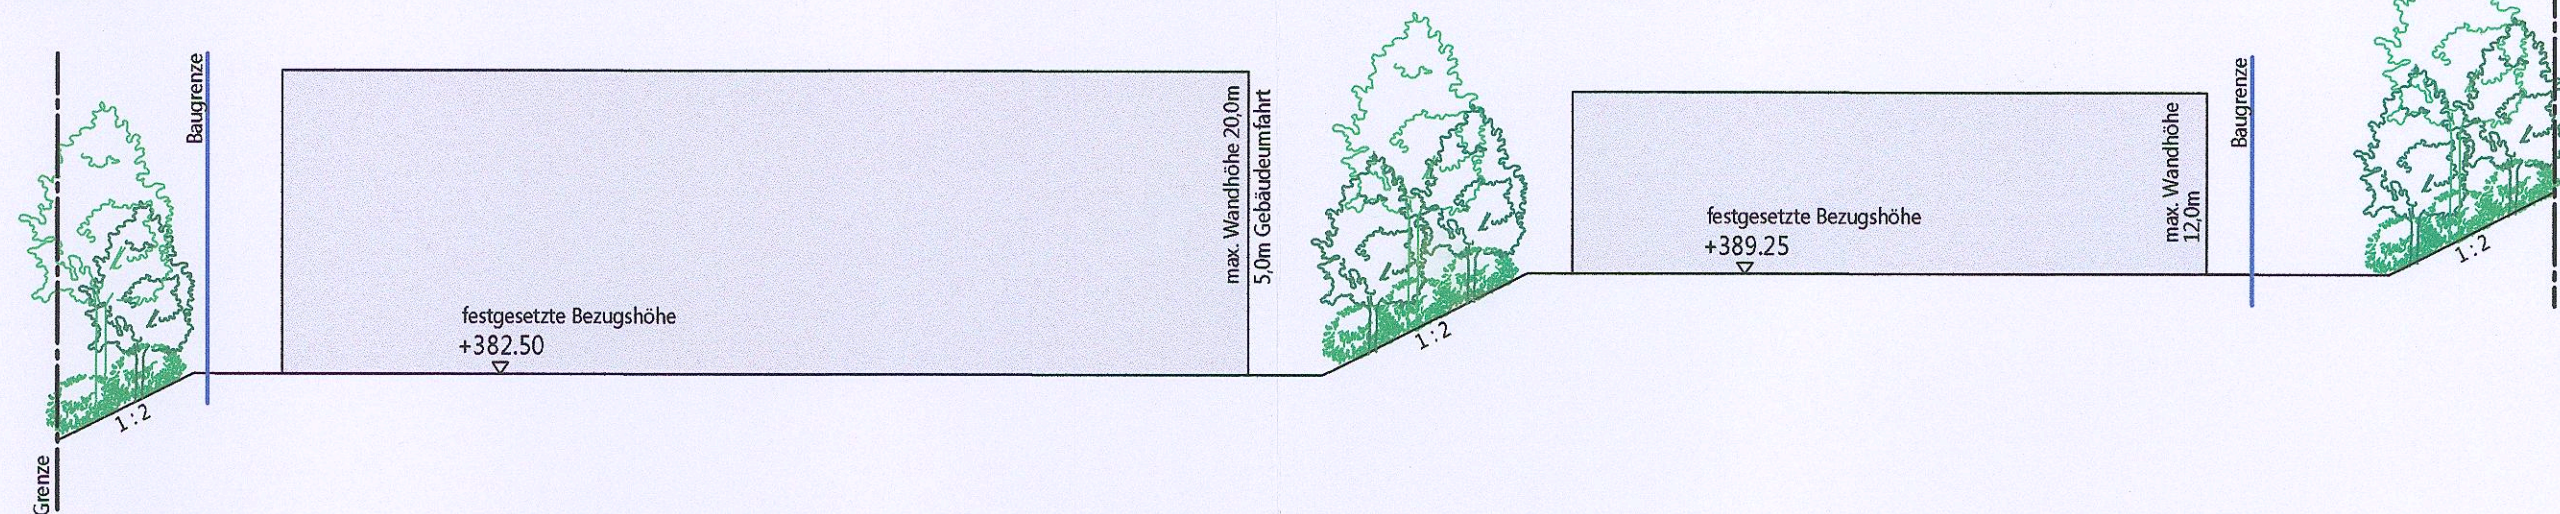 Grenze
1:2
Baugrenze
festgesetzte Bezugshöhe
+382.50
max. Wandhöhe 20,0m
5,0m Gebäudeumfahrt
1:2
festgesetzte Bezugshöhe
+389.25
max. Wandhöhe
12,0m
Baugrenze
1:2